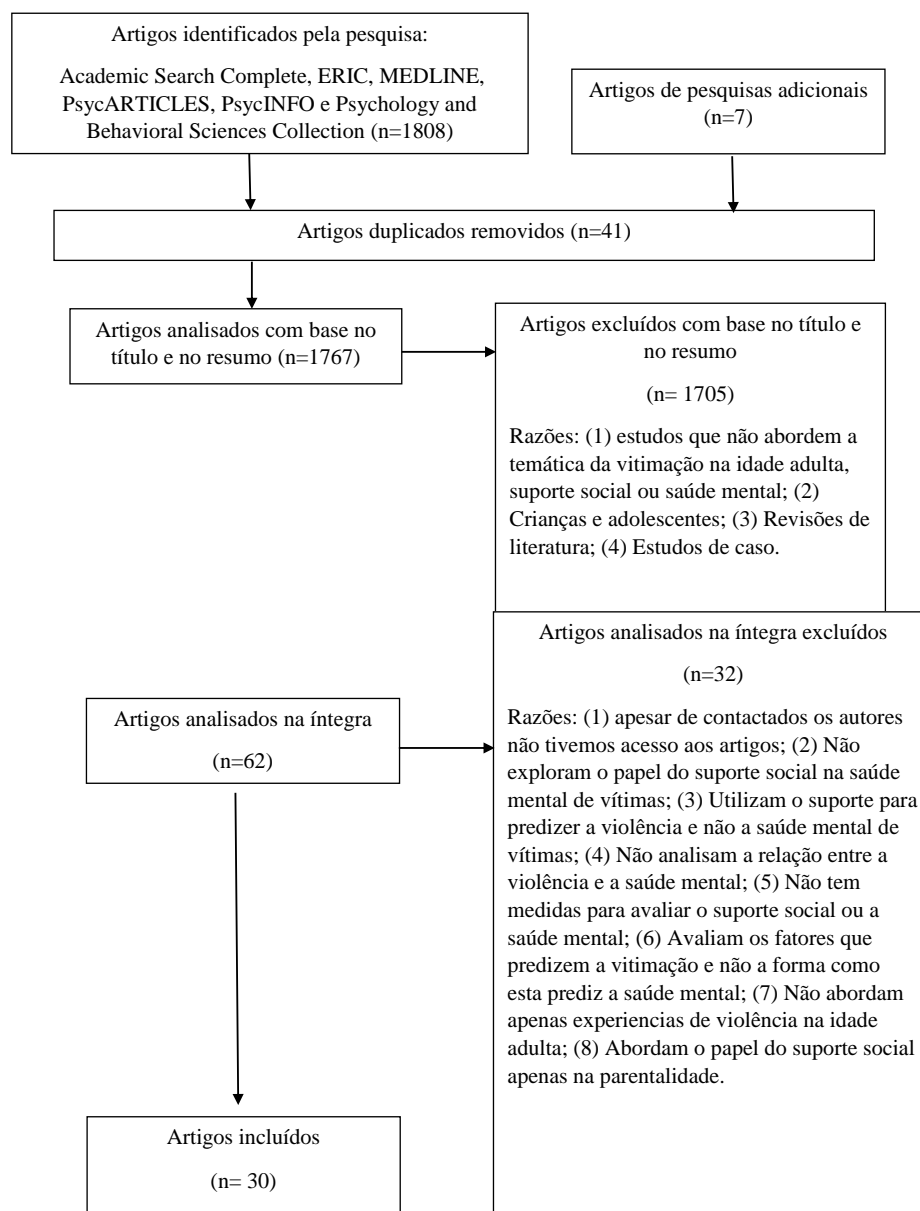 Artigos identificados pela pesquisa:
Academic Search Complete, ERIC, MEDLINE,
PsycARTICLES, PsycINFO e Psychology and
Behavioral Sciences Collection (n=1808)
Artigos de pesquisas adicionais
(n=7)
Artigos duplicados removidos (n=41)
Artigos analisados com base no
título e no resumo (n=1767)
Artigos excluídos com base no título e
no resumo
(n= 1705)
Razões: (1) estudos que não abordem a
temática da vitimação na idade adulta,
suporte social ou saúde mental; (2)
Crianças e adolescentes; (3) Revisões de
literatura; (4) Estudos de caso.
Artigos analisados na íntegra
(n=62)
Artigos analisados na íntegra excluídos
(n=32)
Razões: (1) apesar de contactados os autores
não tivemos acesso aos artigos; (2) Não
exploram o papel do suporte social na saúde
mental de vítimas; (3) Utilizam o suporte para
predizer a violência e não a saúde mental de
vítimas; (4) Não analisam a relação entre a
violência e a saúde mental; (5) Não tem
medidas para avaliar o suporte social ou a
saúde mental; (6) Avaliam os fatores que
predizem a vitimação e não a forma como
esta prediz a saúde mental; (7) Não abordam
apenas experiencias de violência na idade
adulta; (8) Abordam o papel do suporte social
apenas na parentalidade.
Artigos incluídos
(n= 30)